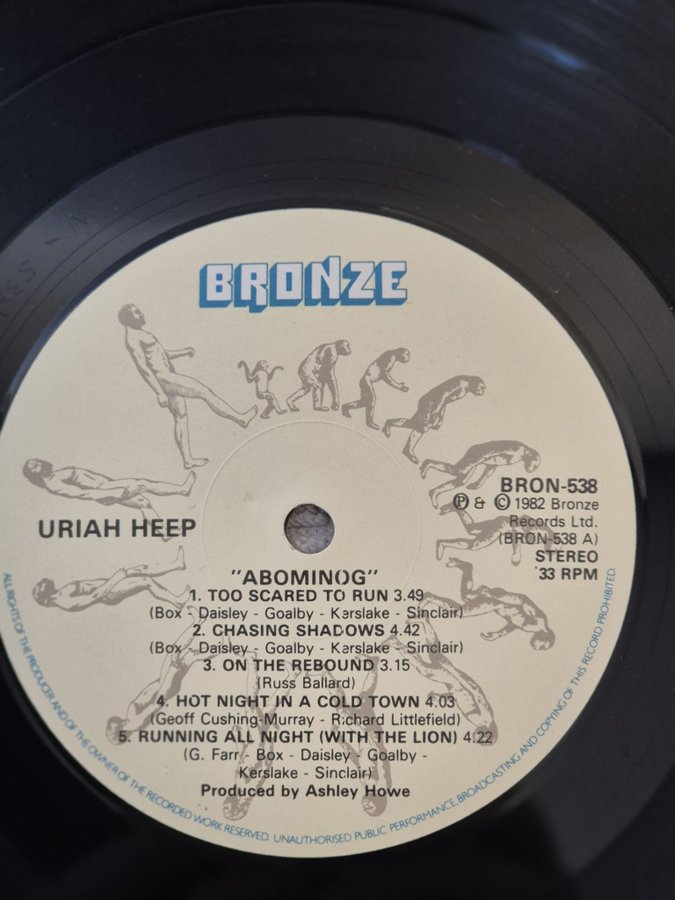 BRONZE
URIAH HEEP
BRON-538
Ⓟ & © 1982 Bronze
Records Ltd.
(BRON-538 A)
STEREO
33 RPM
"ABOMINOG"
1. TOO SCARED TO RUN 3.49
(Box - Daisley - Goalby - Kerslake - Sinclair)
2. CHASING SHADOWS 4.42
(Box - Daisley - Goalby - Kerslake - Sinclair)
3. ON THE REBOUND 3.15
(Russ Ballard)
4. HOT NIGHT IN A COLD TOWN 4.03
(Geoff Cushing-Murray - Richard Littlefield)
5. RUNNING ALL NIGHT (WITH THE LION) 4.22
(G. Farr - Box - Daisley - Goalby -
Kerslake - Sinclair)
Produced by Ashley Howe
ALL RIGHTS OF THE PRODUCER AND OF THE OWNER OF THE RECORDED WORK RESERVED. UNAUTHORISED PUBLIC PERFORMANCE, BROADCASTING AND COPYING OF THIS RECORD PROHIBITED.